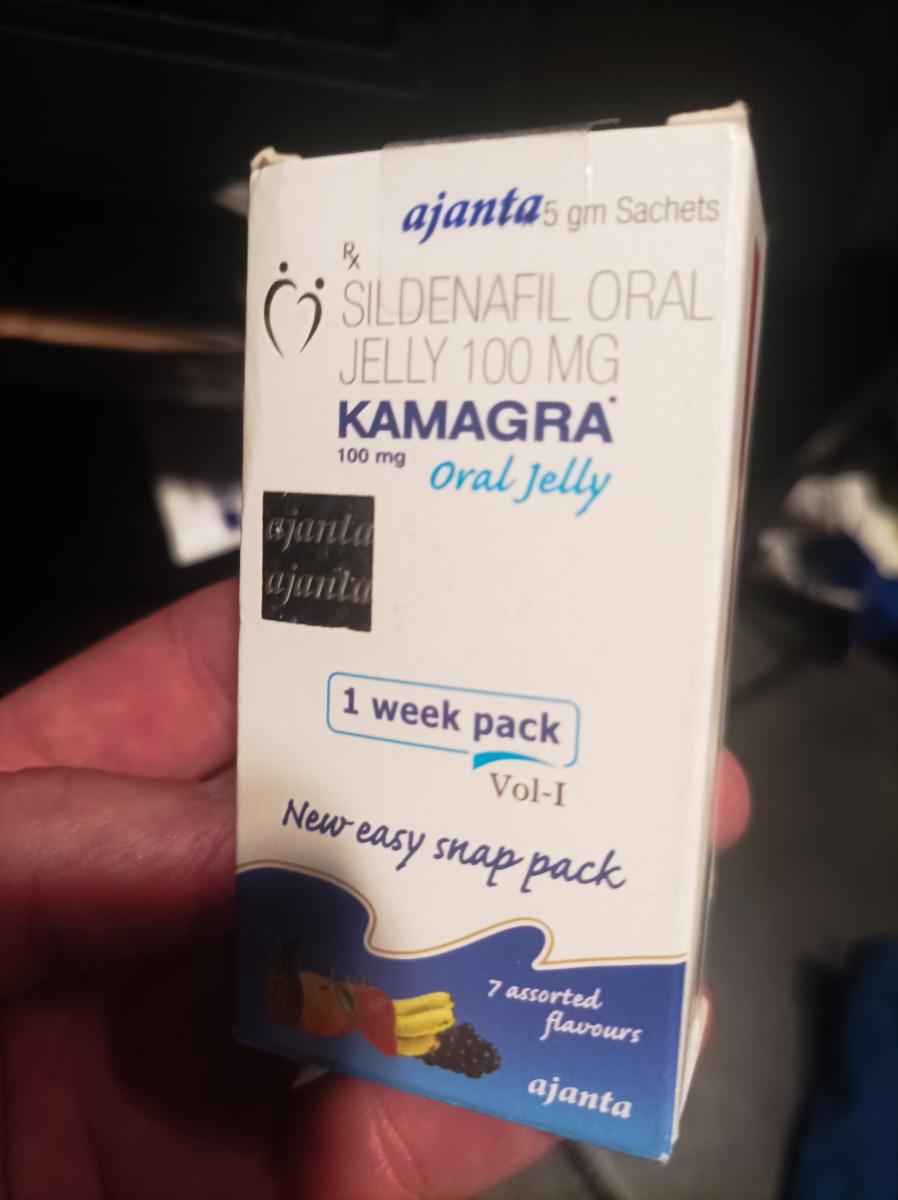 ajanta 5 gm Sachets
Rx
SILDENAFIL ORAL
JELLY 100 MG
KAMAGRA
100 mg
Oral Jelly
ajanta
ajanta
1 week pack
Vol-I
New easy snap pack
7 assorted
flavours
ajanta